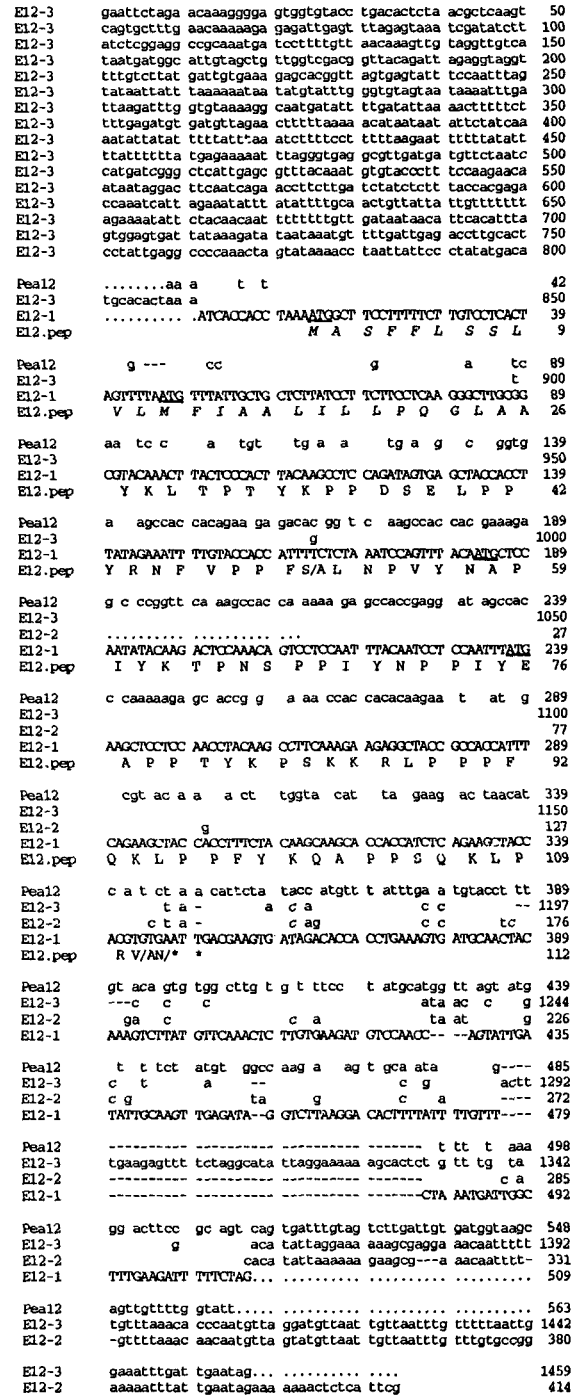 E12-3 gaattctaga acaaagggga gtggtgtacc tgacactcta acgctcaagt 50
E12-3 cagtgctttg aacaaaaaga gagattgagt ttagagtaaa tcgatatctt 100
E12-3 atctcggagg ccgcaaatga tccttttgtt aacaaagttg taggttgtca 150
E12-3 taatgatggc attgtagctg ttggtcgacg gttacagatt agaggtaggt 200
E12-3 tttgtcttat gattgtgaaa gagcacggtt agtgagtatt tccaatttag 250
E12-3 tataattatt taaaaaataa tatgtatttg ggtgtagtaa taaaatttga 300
E12-3 ttaagatttg gtgtaaaagg caatgatatt ttgatattaa aactttttct 350
E12-3 tttgagatgt gatgttagaa ctttttaaaa acataataat attctatcaa 400
E12-3 aatattatat ttttattttaa atctttttcct ttttaagaat tttttatatt 450
E12-3 ttatttttta tgagaaaaat ttagggtgag gcgttgatga tgttctaatc 500
E12-3 catgatcggg ctcattgagc gtttacaaat gtgtaccctt tccaagaaca 550
E12-3 ataataggac ttcaatcaga accttcttga tctatctctt taccacgaga 600
E12-3 ccaaatcatt agaaatattt atattttgca actgttatta ttgttttttt 650
E12-3 agaaaatatt ctacaacaat tttttttgtt gataataaca ttcacattta 700
E12-3 gtggagtgat tataaagata taataaatgt tttgattgag accttgcact 750
E12-3 cctattgagg ccccaaacta gtataaaacc taattattcc ctatatgaca 800
Pea12 ........aa a t t 42
E12-3 tgcacactaa a 850
E12-1 .......... .ATCACCACC TAAAATGGCT TCCTTTTTCT TGTCCTCACT 39
E12.pep M A S F F L S S L 9
Pea12 g --- cc g a tc 89
E12-3 t 900
E12-1 AGTTTTAATG TTTATTGCTG CTCTTATCCT TCTTCCTCAA GGGCTTGCGG 89
E12.pep V L M F I A A L I L L P Q G L A A 26
Pea12 aa tc c a tgt tg a a tga g c ggtg 139
E12-3 950
E12-1 CGTACAAACT TACTCCCACT TACAAGCCTC CAGATAGTGA GCTACCACCT 139
E12.pep Y K L T P T Y K P P D S E L P P 42
Pea12 a agccac cacagaa ga gacac gg t c aagccac cac gaaaga 189
E12-3 g 1000
E12-1 TATAGAAATT TTGTACCACC ATTTTCTCTA AATCCAGTTT ACAATGCTCC 189
E12.pep Y R N F V P P F S/A L N P V Y N A P 59
Pea12 g c ccggtt ca aagccac ca aaaa ga gccaccgagg at agccac 239
E12-3 1050
E12-2 .......... .......... ... 27
E12-1 AATATACAAG ACTCCAAACA GTCCTCCAAT TTACAATCCT CCAATTTATG 239
E12.pep I Y K T P N S P P I Y N P P I Y E 76
Pea12 c caaaaaga gc accg g a aa ccac cacacaagaa t at g 289
E12-3 1100
E12-2 77
E12-1 AAGCTCCTCC AACCTACAAG CCTTCAAAGA AGAGGCTACC GCCACCATTT 289
E12.pep A P P T Y K P S K K R L P P P F 92
Pea12 cgt ac a a a ct tggta cat ta gaag actaacat 339
E12-3 1150
E12-2 g 127
E12-1 CAGAAGCTAC CACCTTTCTA CAAGCAAGCA CCACCATCTC AGAAGCTACC 339
E12.pep Q K L P P F Y K Q A P P S Q K L P 109
Pea12 c a t cta a cattcta tacc atgtt t atttga a tgtacct tt 389
E12-3 t a - a c a c c -- 1197
E12-2 c t a - c ag c c tc 176
E12-1 ACGTGTGAAT TGACGAAGTG ATAGACACCA CCTGAAAGTG ATGCAACTAC 389
E12.pep R V/A N/* * 112
Pea12 gt aca gtg tgg cttg tg t ttcc t atgcatgg tt agt atg 439
E12-3 ---c c c c ata ac c g 1244
E12-2 ga c c a ta at g 226
E12-1 AAAGTCTTAT GTTCAAACTC TTGTGAAGAT GTCCAACC-- --AGTATTGA 435
Pea12 t t t ct atgt ggc caa ga ag t gca ata g---- 485
E12-3 c t a -- c g actt 1292
E12-2 c g ta g c a ---- 272
E12-1 TATTGCAAGT TGAGATA--G GTCTTAAGGA CACTTTTATT TTGTTT---- 479
Pea12 ---------- ---------- ---------- -------- t tt t aaa 498
E12-3 tgaagagttt tctaggcata ttaggaaaaa aagcactct g tt tg ta 1342
E12-2 ---------- ---------- ---------- -------- c a 285
E12-1 ---------- ---------- ---------- --------CTA AATGATTGGC 492
Pea12 gg acttcc gc agt cag tgatttgtag tcttgattgt gatggtaagc 548
E12-3 g aca tattaggaaa aaagcgagga aacaattttt 1392
E12-2 caca tattaaaaaa gaagcg---a aacaatttt- 331
E12-1 TTTGAAGATT TTTCTAG... .......... .......... .......... 509
Pea12 agttgttttg gtatt..... .......... .......... .......... 563
E12-3 tgtttaaaca cccaatgtta ggatgttaat tgttaatttg tttttaattg 1442
E12-2 -gttttaaac aacaatgtta gtatgttaat tgttaatttg tttgtgccgg 380
E12-3 gaaatttgat tgaatag... .......... .... 1459
E12-2 aaaaatttat tgaatagaaa aaaactctca ttcg 414